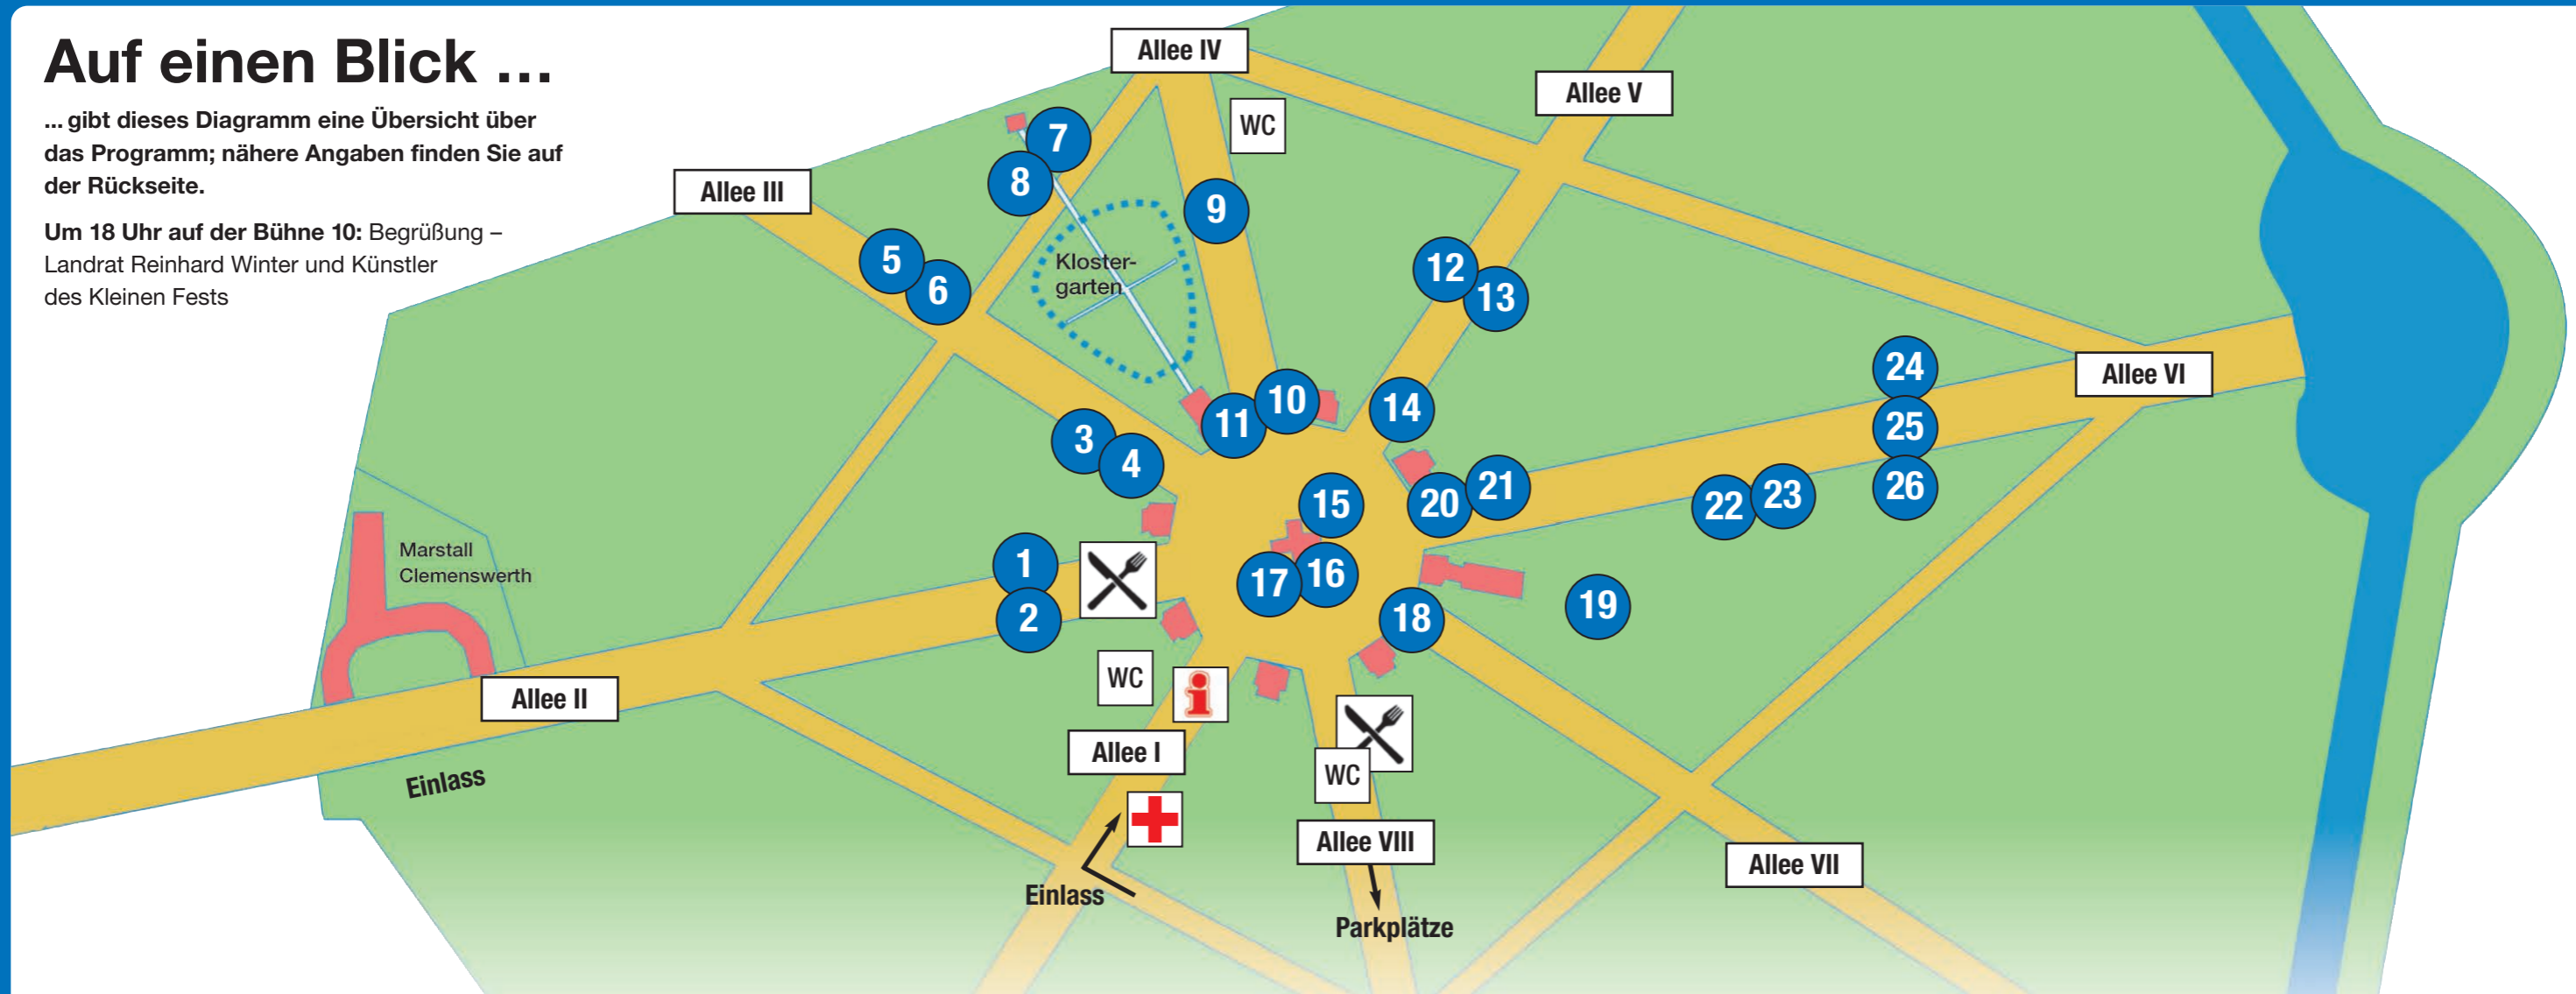 Auf einen Blick ...
... gibt dieses Diagramm eine Übersicht über
das Programm; nähere Angaben finden Sie auf
der Rückseite.
Um 18 Uhr auf der Bühne 10: Begrüßung –
Landrat Reinhard Winter und Künstler
des Kleinen Fests
Allee IV
Allee V
WC
7
8
Allee III
9
5
6
Kloster-
garten
12
13
24
Allee VI
10
14
11
25
3
4
21
26
15
20
22
23
Marstall
Clemenswerth
1
16
17
2
18
19
WC
i
Allee II
Allee I
WC
Einlass
Allee VIII
Allee VII
Einlass
Parkplätze